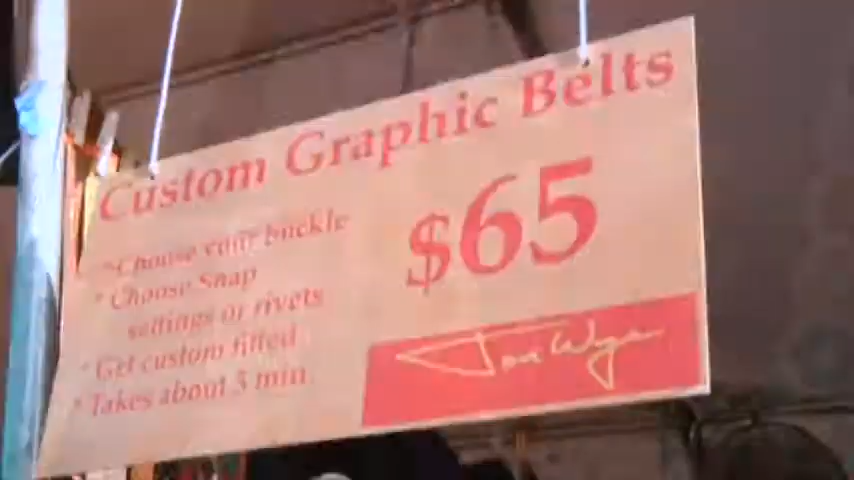 Custom Graphic Belts
$65
*Choose your buckle
*Choose Snap
settings or rivets
*Get custom fitted
*Takes about 5 min